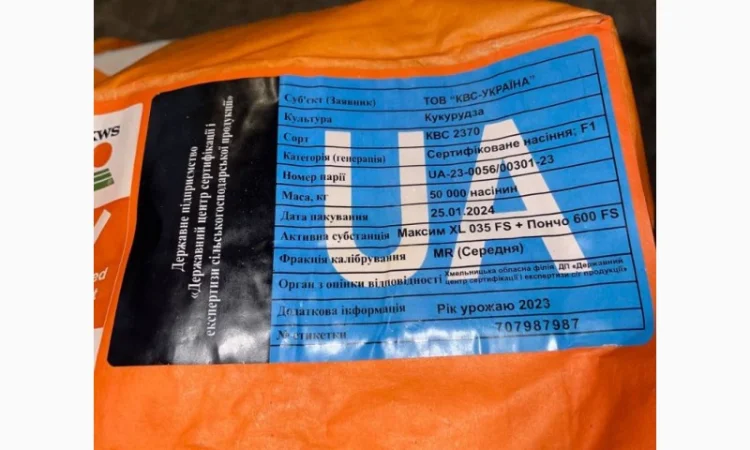 KWS
Державне підприємство
«Державний центр сертифікації і
експертизи сільськогосподарської продукції»
UA
Суб'єкт (Заявник) ТОВ "КВС-УКРАЇНА"
Культура Кукурудза
Сорт КВС 2370
Категорія (генерація) Сертифіковане насіння; F1
Номер парії UA-23-0056/00301-23
Маса, кг 50 000 насінин
Дата пакування 25.01.2024
Активна субстанція Максим XL 035 FS + Пончо 600 FS
Фракція калібрування MR (Середня)
Орган з оцінки відповідності Хмельницька обласна філія ДП «Державний
центр сертифікації і експертизи с/г продукції»
Додаткова інформація Рік урожаю 2023
№ етикетки 707987987